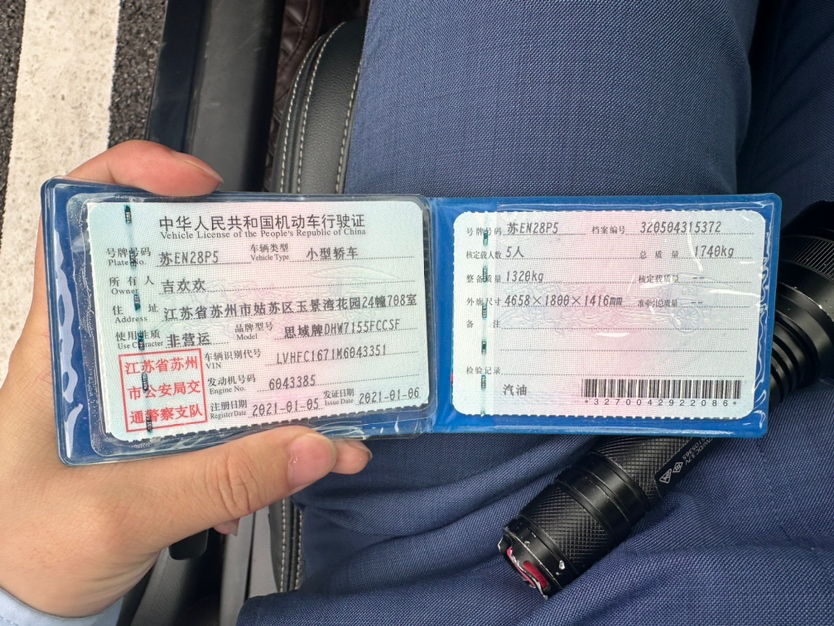 中华人民共和国机动车行驶证
Vehicle License of the People's Republic of China
号牌号码 苏EN28P5 车辆类型 小型轿车
Plate No. Vehicle Type
所有人 吉欢欢
Owner
住址 江苏省苏州市姑苏区玉景湾花园24幢708室
Address
使用性质 非营运 品牌型号 思域牌DHW7155FCCSF
Use Character Model
江苏省苏州
市公安局交
通警察支队
车辆识别代号 LVHFC1671M6043351
VIN
发动机号码 6043385
Engine No.
注册日期 2021-01-05 发证日期 2021-01-06
Register Date Issue Date
号牌号码 苏EN28P5 档案编号 320504315372
核定载人数 5人 总质量 1740kg
整备质量 1320kg 核定载质量 --
外廓尺寸 4658×1800×1416mm 准牵引总质量 --
备注
检验记录
汽油
*3270042922086*